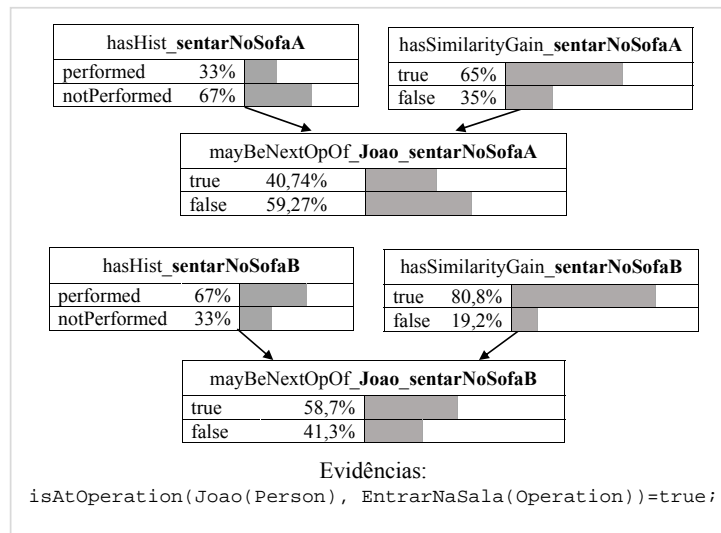 hasHist_sentarNoSofaA
performed 33%
notPerformed 67%
hasSimilarityGain_sentarNoSofaA
true 65%
false 35%
mayBeNextOpOf_Joao_sentarNoSofaA
true 40,74%
false 59,27%
hasHist_sentarNoSofaB
performed 67%
notPerformed 33%
hasSimilarityGain_sentarNoSofaB
true 80,8%
false 19,2%
mayBeNextOpOf_Joao_sentarNoSofaB
true 58,7%
false 41,3%
Evidências:
isAtOperation(Joao(Person), EntrarNaSala(Operation))=true;